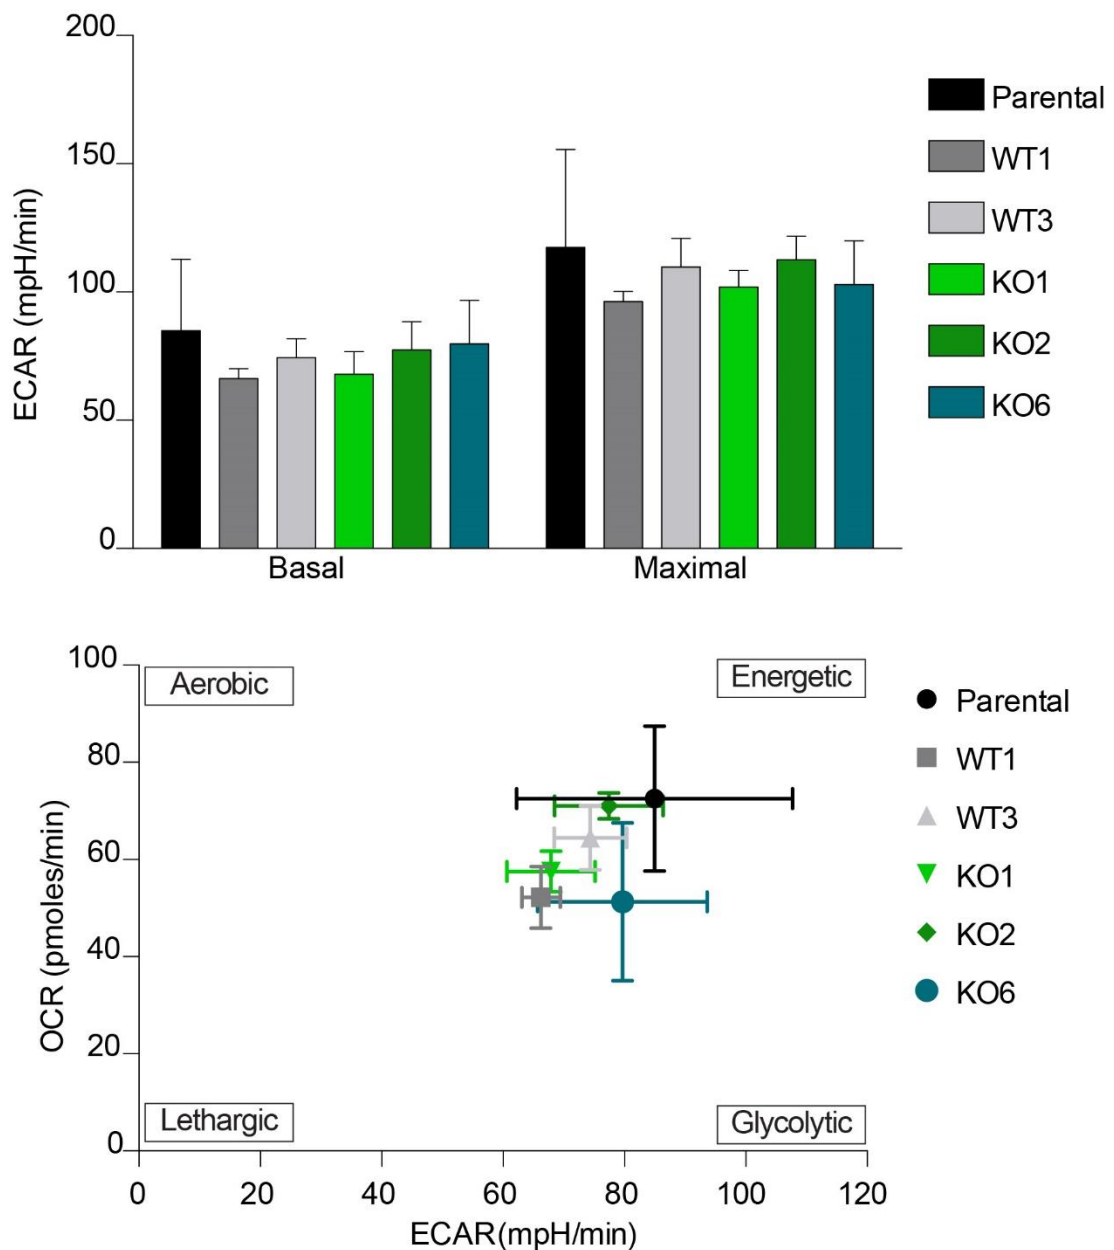 200
150
100
50
0
ECAR (mpH/min)
Basal
Maximal
Parental
WT1
WT3
KO1
KO2
KO6
100
80
60
40
20
0
OCR (pmoles/min)
Aerobic
Energetic
Lethargic
Glycolytic
0 20 40 60 80 100 120
ECAR(mpH/min)
Parental
WT1
WT3
KO1
KO2
KO6